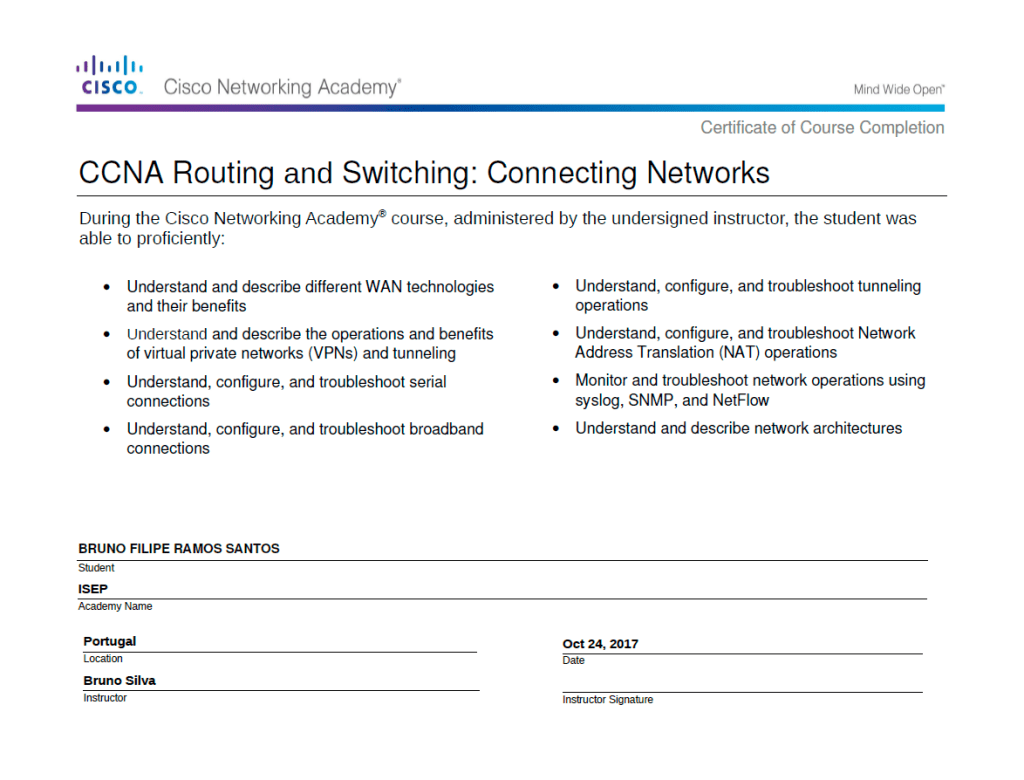 CISCO. Cisco Networking Academy® Mind Wide Open®
Certificate of Course Completion
CCNA Routing and Switching: Connecting Networks
During the Cisco Networking Academy® course, administered by the undersigned instructor, the student was
able to proficiently:
• Understand and describe different WAN technologies
and their benefits
• Understand and describe the operations and benefits
of virtual private networks (VPNs) and tunneling
• Understand, configure, and troubleshoot serial
connections
• Understand, configure, and troubleshoot broadband
connections
• Understand, configure, and troubleshoot tunneling
operations
• Understand, configure, and troubleshoot Network
Address Translation (NAT) operations
• Monitor and troubleshoot network operations using
syslog, SNMP, and NetFlow
• Understand and describe network architectures
BRUNO FILIPE RAMOS SANTOS
Student
ISEP
Academy Name
Portugal
Location
Oct 24, 2017
Date
Bruno Silva
Instructor
Instructor Signature